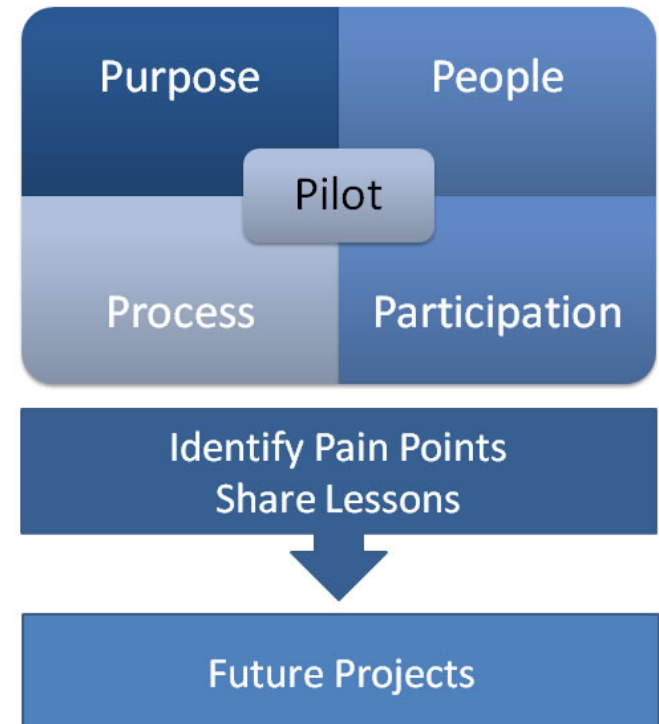 Purpose
People
Pilot
Process
Participation
Identify Pain Points
Share Lessons
Future Projects